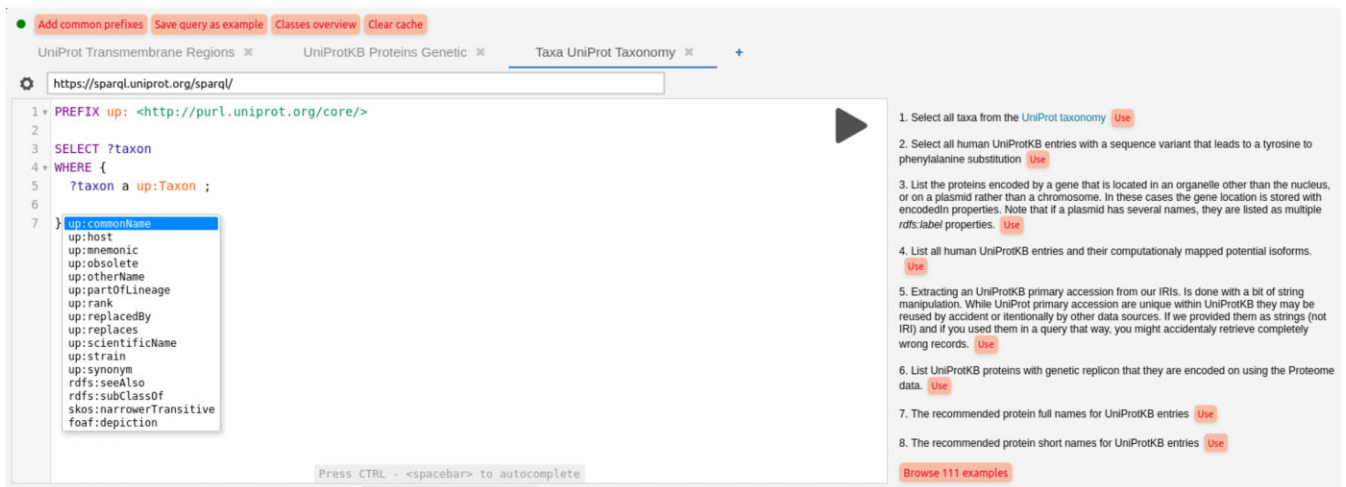 Add common prefixes Save query as example Classes overview Clear cache
UniProt Transmembrane Regions × UniProtKB Proteins Genetic × Taxa UniProt Taxonomy × +
https://sparql.uniprot.org/sparql/
1 PREFIX up: <http://purl.uniprot.org/core/>
2
3 SELECT ?taxon
4 WHERE {
5 ?taxon a up:Taxon ;
6
7 }
up:commonName
up:host
up:mnemonic
up:obsolete
up:otherName
up:partOfLineage
up:rank
up:replacedBy
up:replaces
up:scientificName
up:strain
up:synonym
rdfs:seeAlso
rdfs:subClassOf
skos:narrowerTransitive
foaf:depiction
Press CTRL - <spacebar> to autocomplete
1. Select all taxa from the UniProt taxonomy Use
2. Select all human UniProtKB entries with a sequence variant that leads to a tyrosine to
phenylalanine substitution Use
3. List the proteins encoded by a gene that is located in an organelle other than the nucleus,
or on a plasmid rather than a chromosome. In these cases the gene location is stored with
encodedIn properties. Note that if a plasmid has several names, they are listed as multiple
rdfs:label properties. Use
4. List all human UniProtKB entries and their computationaly mapped potential isoforms.
Use
5. Extracting an UniProtKB primary accession from our IRIs. Is done with a bit of string
manipulation. While UniProt primary accession are unique within UniProtKB they may be
reused by accident or itentionally by other data sources. If we provided them as strings (not
IRI) and if you used them in a query that way, you might accidentaly retrieve completely
wrong records. Use
6. List UniProtKB proteins with genetic replicon that they are encoded on using the Proteome
data. Use
7. The recommended protein full names for UniProtKB entries Use
8. The recommended protein short names for UniProtKB entries Use
Browse 111 examples